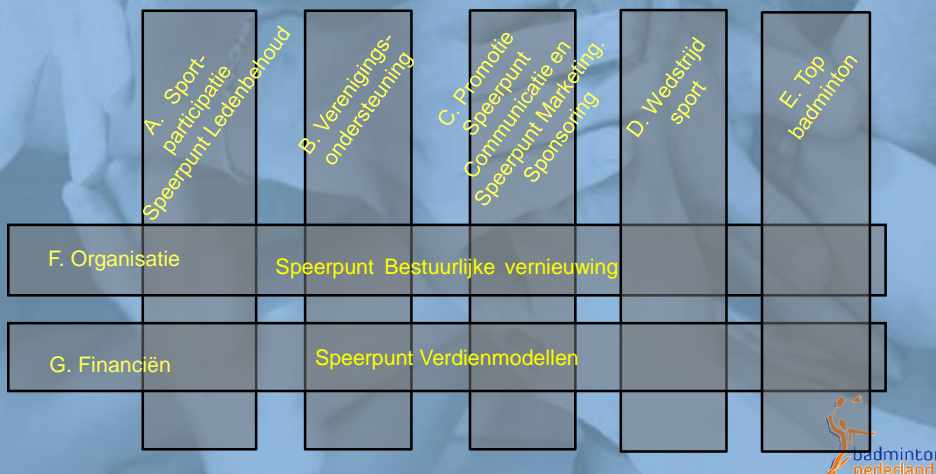 A. Sport-
participatie
Speerpunt Ledenbehoud
B. Verenigings-
ondersteuning
C. Promotie
Speerpunt
Communicatie en
Speerpunt Marketing.
Sponsoring
D. Wedstrijd
sport
E. Top
badminton
F. Organisatie
Speerpunt Bestuurlijke vernieuwing
G. Financiën
Speerpunt Verdienmodellen
badminton
nederland